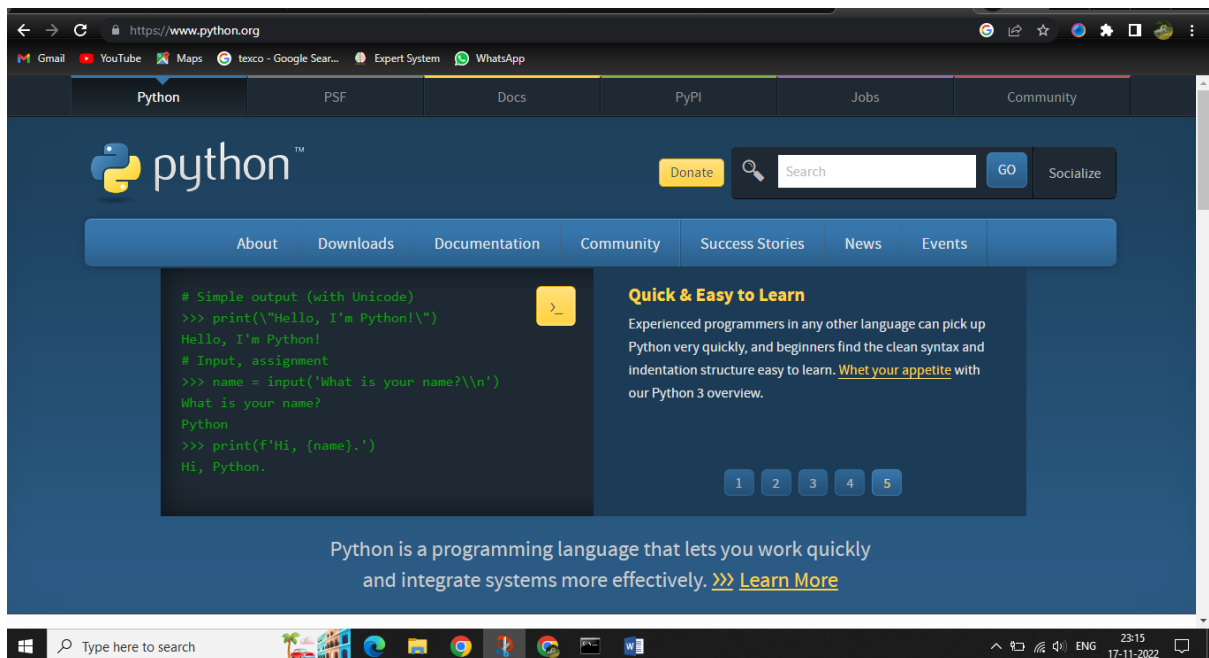 https://www.python.org
Gmail YouTube Maps texco - Google Sear... Expert System WhatsApp
Python PSF Docs PyPI Jobs Community
python™
Donate Search GO Socialize
About Downloads Documentation Community Success Stories News Events
# Simple output (with Unicode)
>>> print(\"Hello, I'm Python!\")
Hello, I'm Python!
# Input, assignment
>>> name = input('What is your name?\\n')
What is your name?
Python
>>> print(f'Hi, {name}.')
Hi, Python.
>_
Quick & Easy to Learn
Experienced programmers in any other language can pick up
Python very quickly, and beginners find the clean syntax and
indentation structure easy to learn. Whet your appetite with
our Python 3 overview.
1 2 3 4 5
Python is a programming language that lets you work quickly
and integrate systems more effectively. >>> Learn More
Type here to search
ENG
23:15
17-11-2022